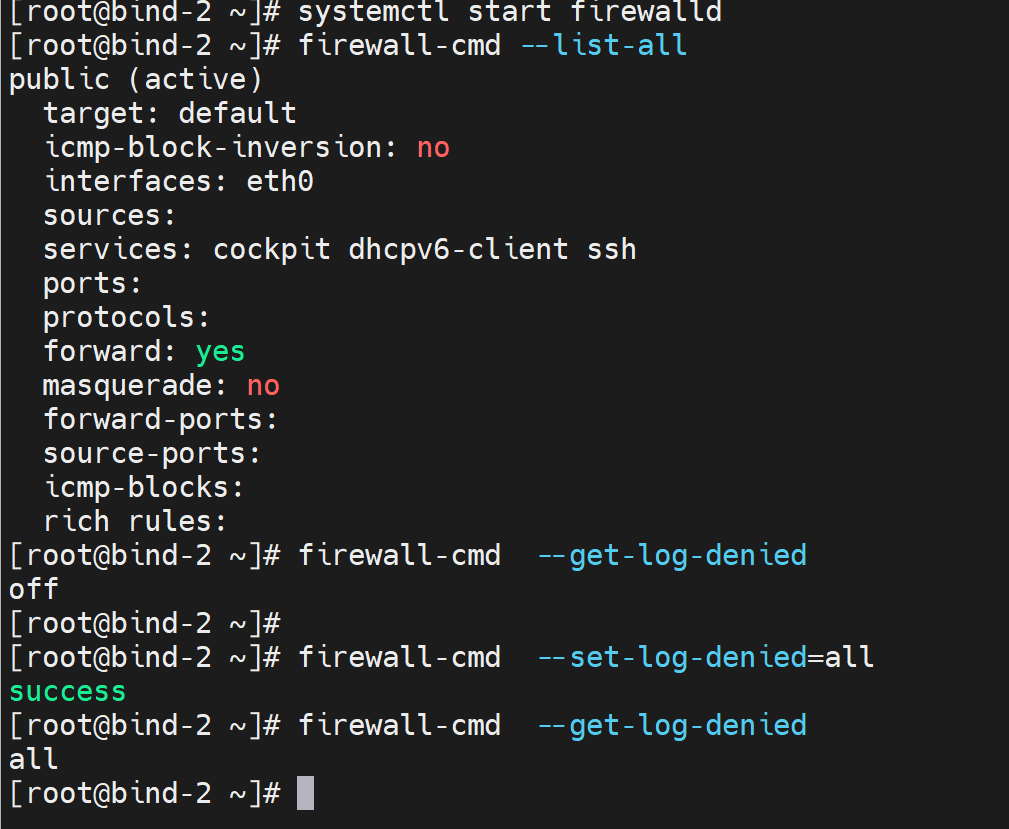 [root@bind-2 ~]# systemctl start firewalld
[root@bind-2 ~]# firewall-cmd --list-all
public (active)
  target: default
  icmp-block-inversion: no
  interfaces: eth0
  sources:
  services: cockpit dhcpv6-client ssh
  ports:
  protocols:
  forward: yes
  masquerade: no
  forward-ports:
  source-ports:
  icmp-blocks:
  rich rules:
[root@bind-2 ~]# firewall-cmd  --get-log-denied
off
[root@bind-2 ~]#
[root@bind-2 ~]# firewall-cmd  --set-log-denied=all
success
[root@bind-2 ~]# firewall-cmd  --get-log-denied
all
[root@bind-2 ~]#